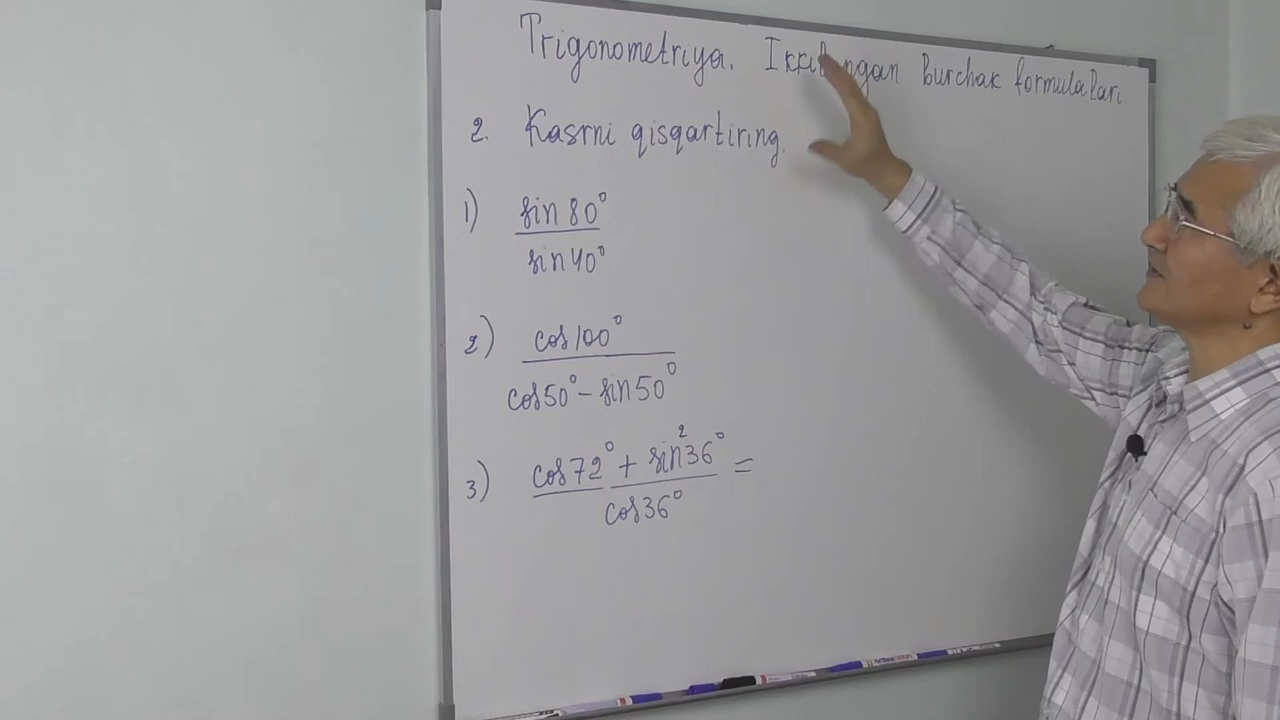 Trigonometriya. Ikkilangan burchak formulalari
2. Kasrni qisqartiring.
1) sin 80°
sin 40°
2) cos 100°
cos 50° − sin 50°
3) cos 72° + sin² 36° =
cos 36°